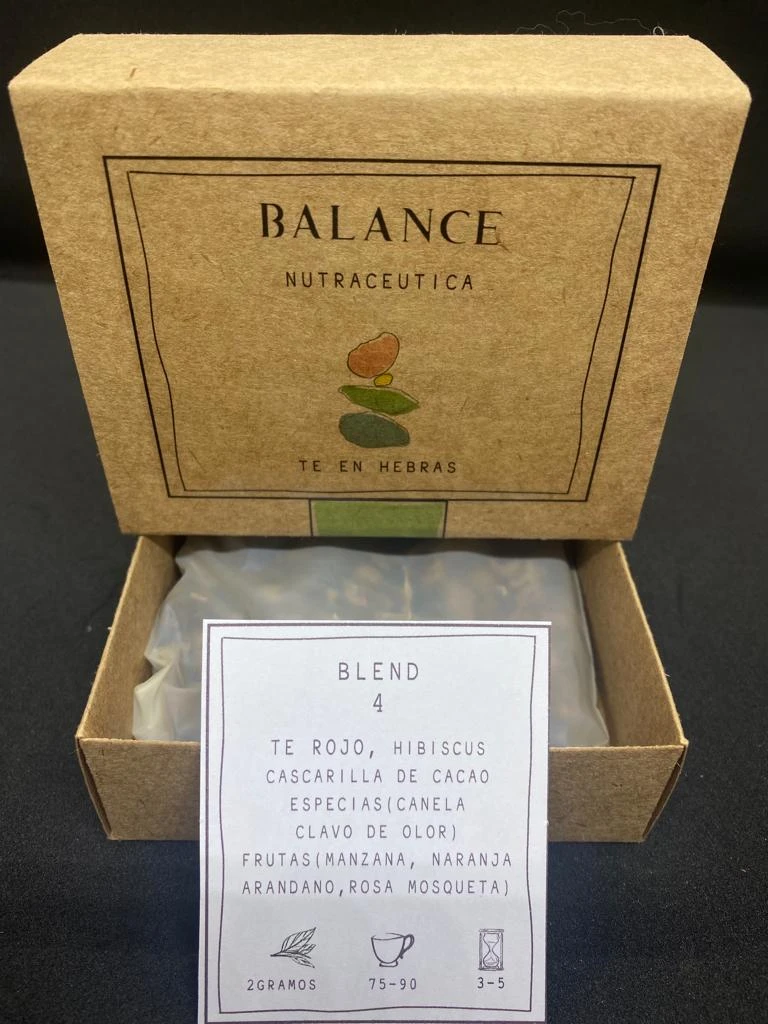 BALANCE
NUTRACEUTICA
TE EN HEBRAS
BLEND
4
TE ROJO, HIBISCUS
CASCARILLA DE CACAO
ESPECIAS(CANELA
CLAVO DE OLOR)
FRUTAS(MANZANA, NARANJA
ARANDANO,ROSA MOSQUETA)
2GRAMOS 75-90 3-5